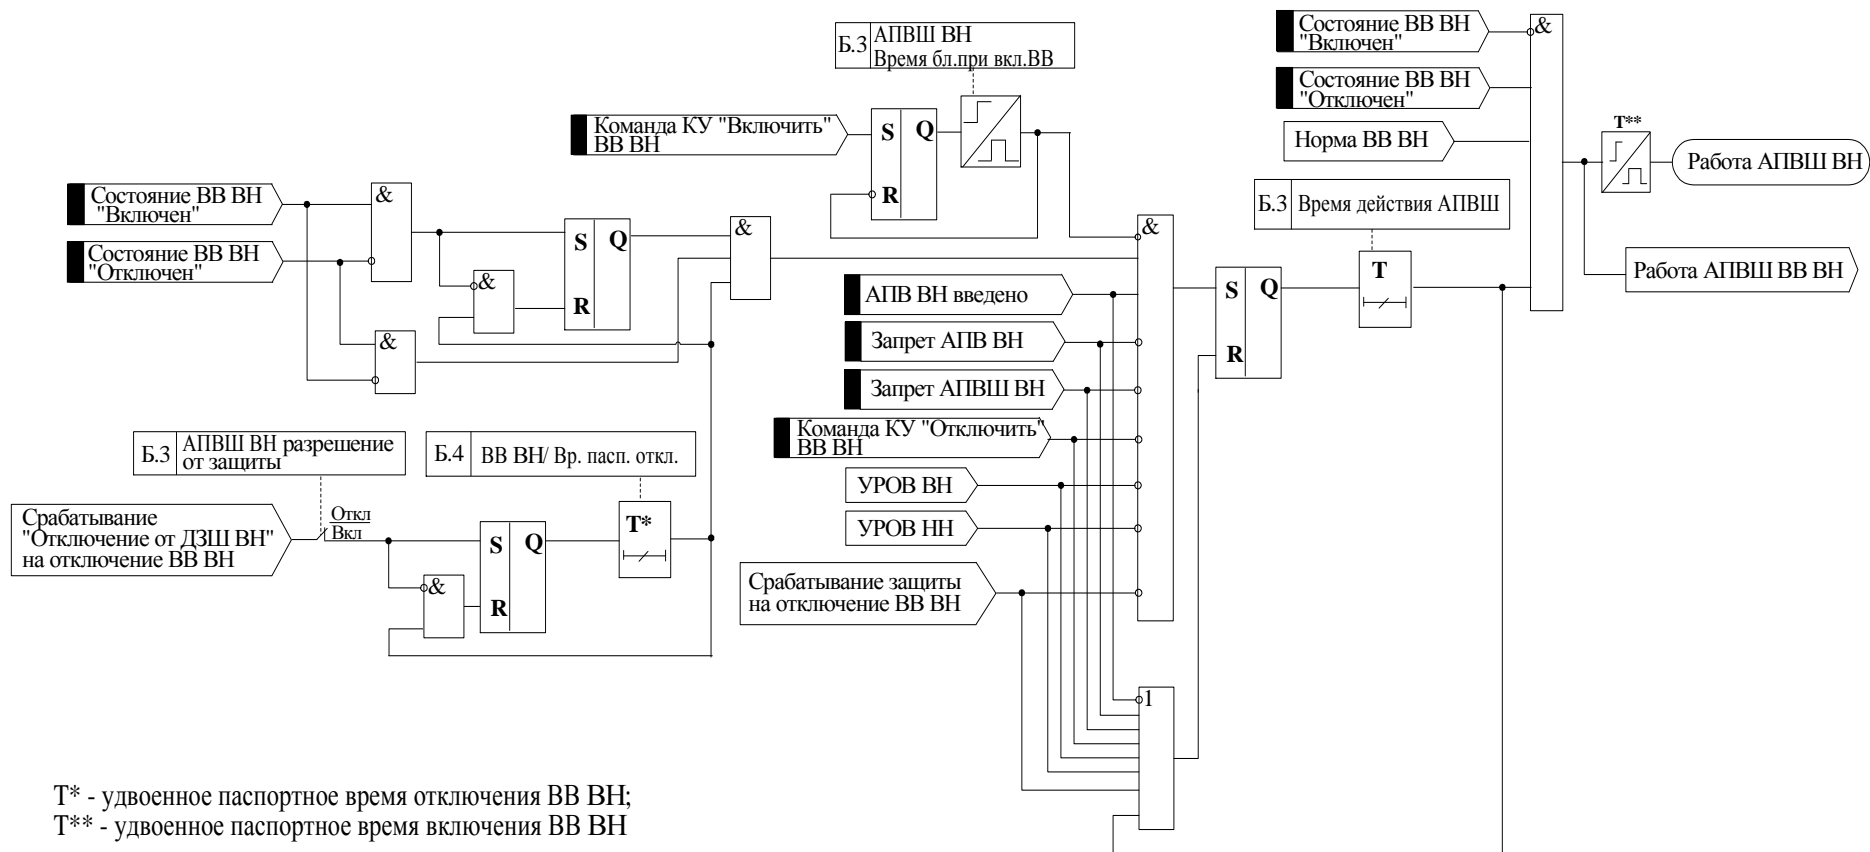 Б.3
АПВШ ВН
Время бл.при вкл.ВВ
Состояние ВВ ВН
"Включен"
&
Состояние ВВ ВН
"Отключен"
Норма ВВ ВН
T**
Работа АПВШ ВН
Работа АПВШ ВВ ВН
Команда КУ "Включить"
ВВ ВН
S
Q
R
Состояние ВВ ВН
"Включен"
Состояние ВВ ВН
"Отключен"
&
S
Q
R
&
&
&
Б.3
Время действия АПВШ
T
&
АПВ ВН введено
Запрет АПВ ВН
Запрет АПВШ ВН
Команда КУ "Отключить"
ВВ ВН
УРОВ ВН
УРОВ НН
Срабатывание защиты
на отключение ВВ ВН
S
Q
R
1
Б.3
АПВШ ВН разрешение
от защиты
Б.4
ВВ ВН/ Вр. пасп. откл.
Срабатывание
"Отключение от ДЗШ ВН"
на отключение ВВ ВН
Откл
Вкл
&
S
Q
R
T*
T* - удвоенное паспортное время отключения ВВ ВН;
T** - удвоенное паспортное время включения ВВ ВН